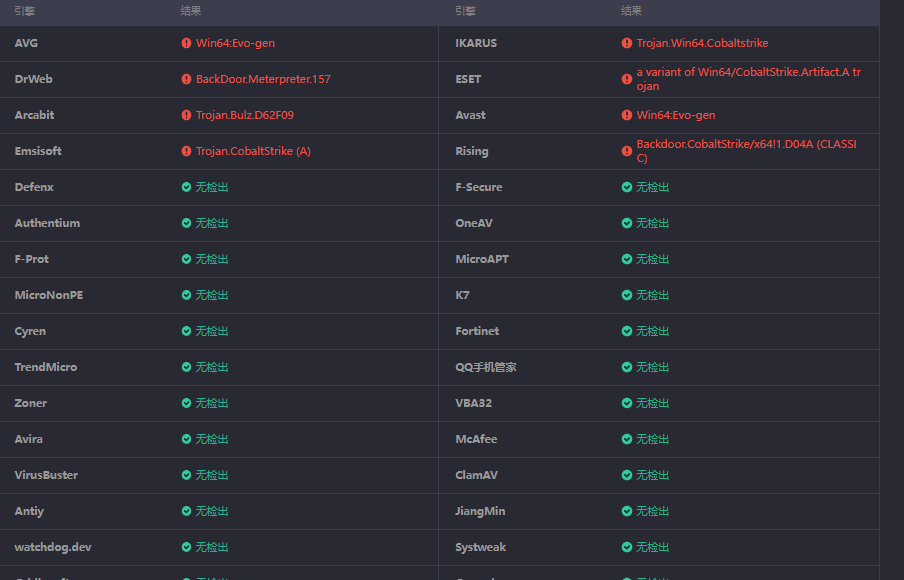 引擎 结果 引擎 结果
AVG Win64:Evo-gen IKARUS Trojan.Win64.Cobaltstrike
DrWeb BackDoor.Meterpreter.157 ESET a variant of Win64/CobaltStrike.Artifact.A tr
ojan
Arcabit Trojan.Bulz.D62F09 Avast Win64:Evo-gen
Emsisoft Trojan.CobaltStrike (A) Rising Backdoor.CobaltStrike/x64!1.D04A (CLASSI
C)
Defenx 无检出 F-Secure 无检出
Authentium 无检出 OneAV 无检出
F-Prot 无检出 MicroAPT 无检出
MicroNonPE 无检出 K7 无检出
Cyren 无检出 Fortinet 无检出
TrendMicro 无检出 QQ手机管家 无检出
Zoner 无检出 VBA32 无检出
Avira 无检出 McAfee 无检出
VirusBuster 无检出 ClamAV 无检出
Antiy 无检出 JiangMin 无检出
watchdog.dev 无检出 Systweak 无检出